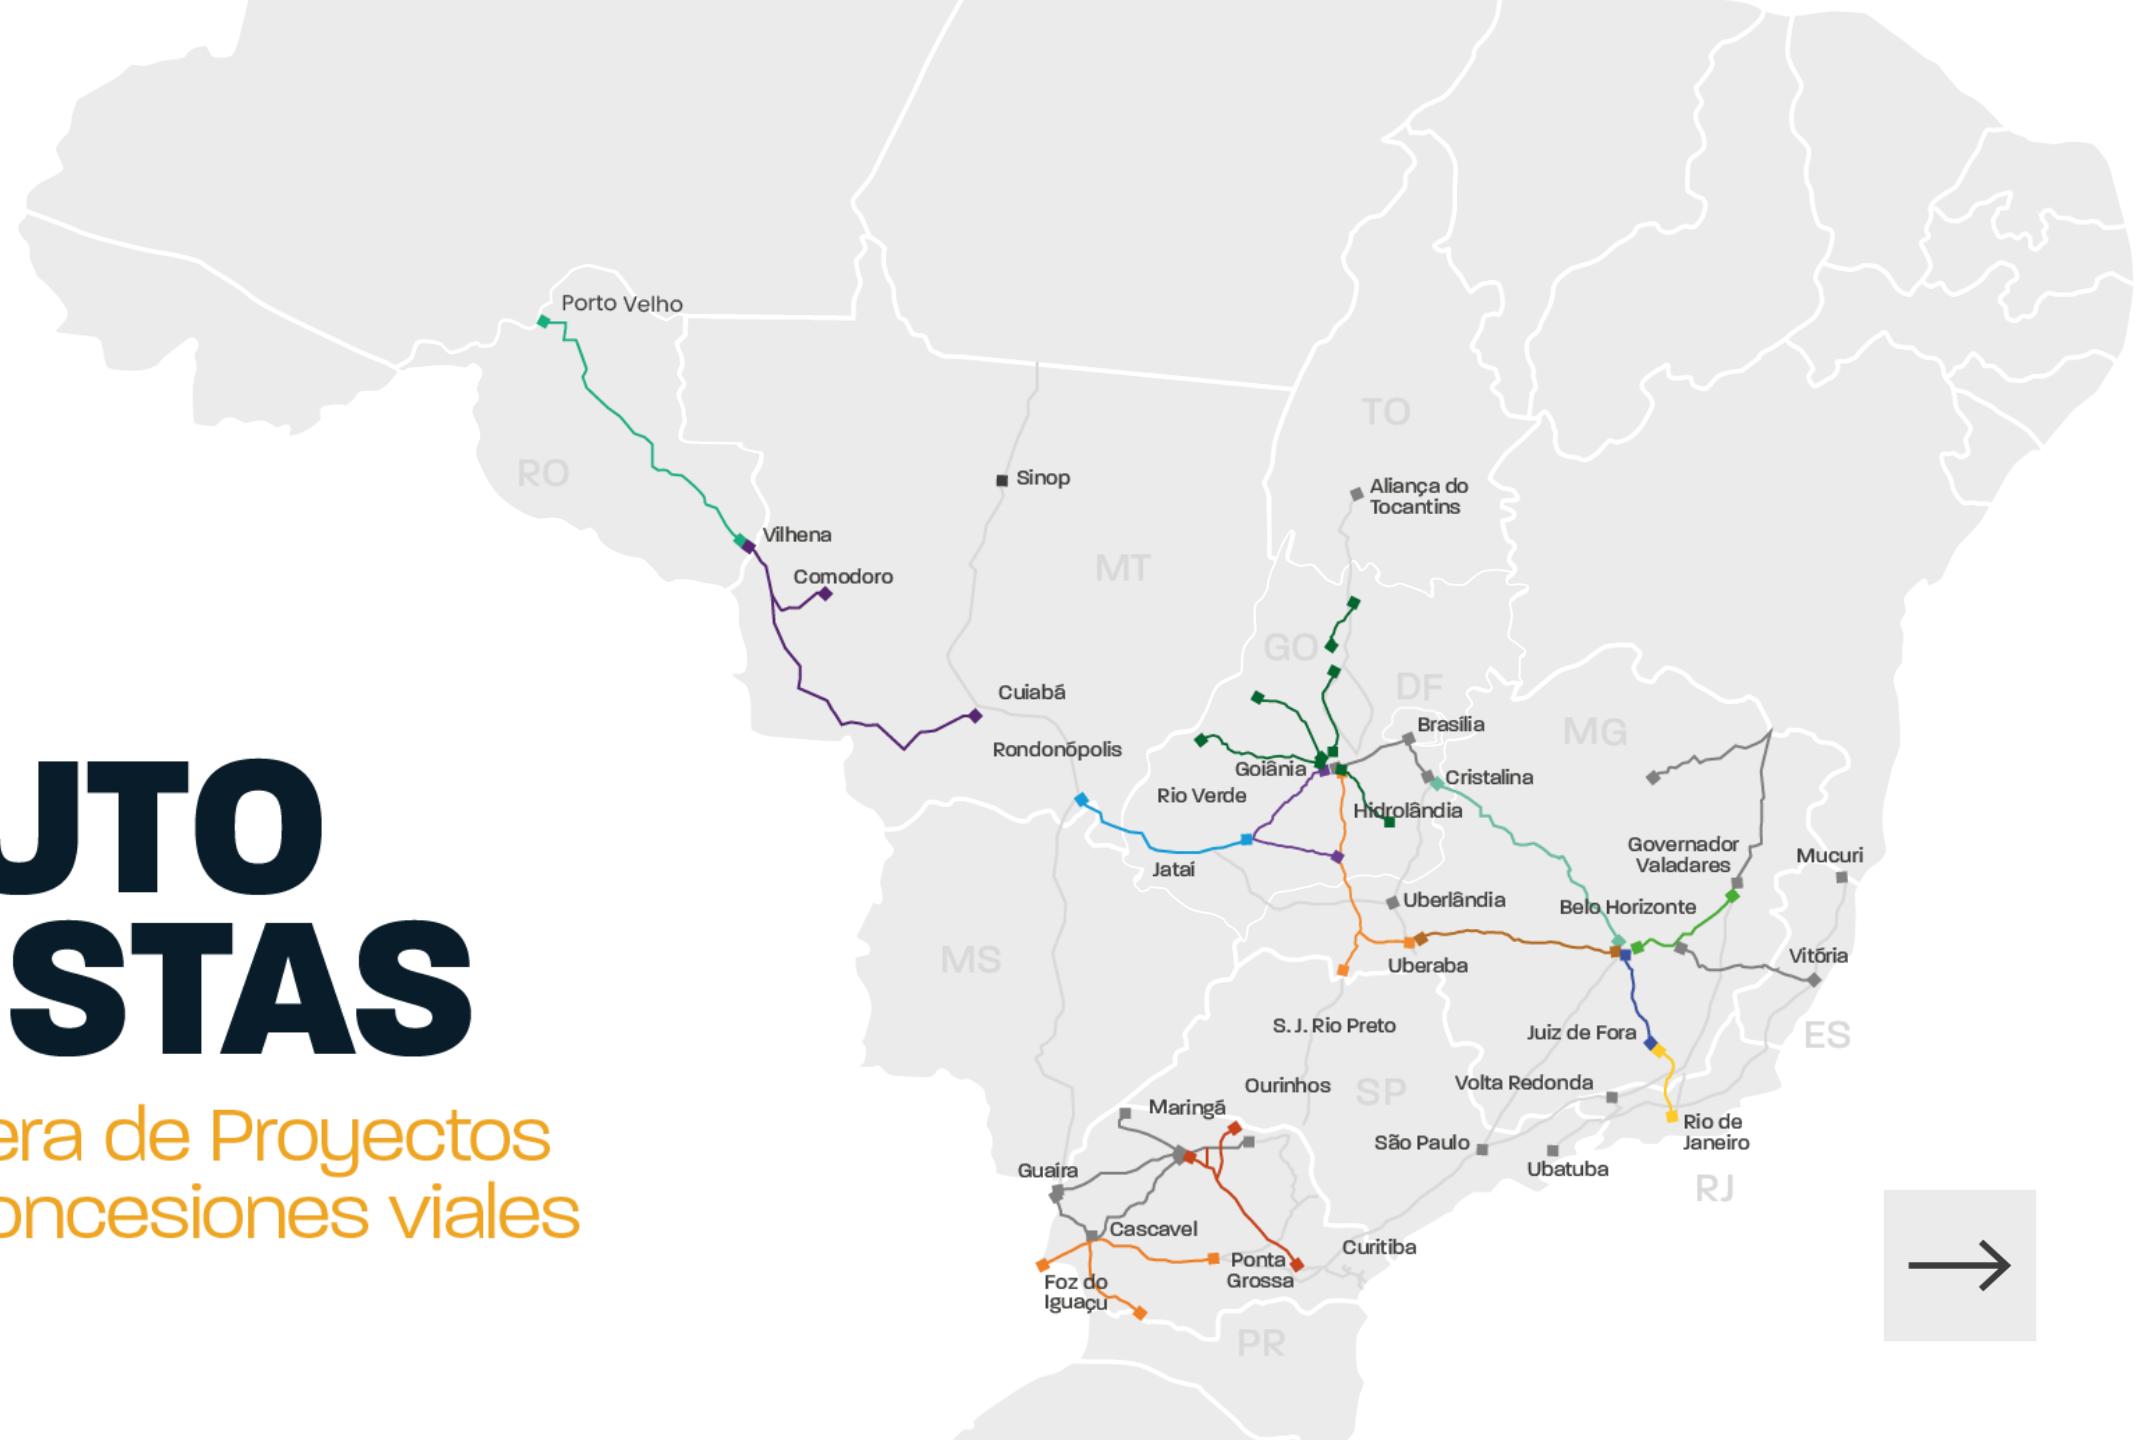 UTO
STAS
era de Proyectos
oncesiones viales
Porto Velho
RO
Sinop
TO
Aliança do
Tocantins
Vilhena
Comodoro
MT
GO
DF
Cuiabá
Brasília
MG
Rondonópolis
Goiânia
Cristalina
Rio Verde
Hidrolândia
Governador
Valadares
Mucuri
Jataí
Uberlândia
Belo Horizonte
MS
Uberaba
Vitória
S. J. Rio Preto
Juiz de Fora
ES
Ourinhos
SP
Volta Redonda
Maringá
Rio de
Janeiro
São Paulo
Guaíra
Ubatuba
RJ
Cascavel
Curitiba
Ponta
Grossa
Foz do
Iguaçu
PR